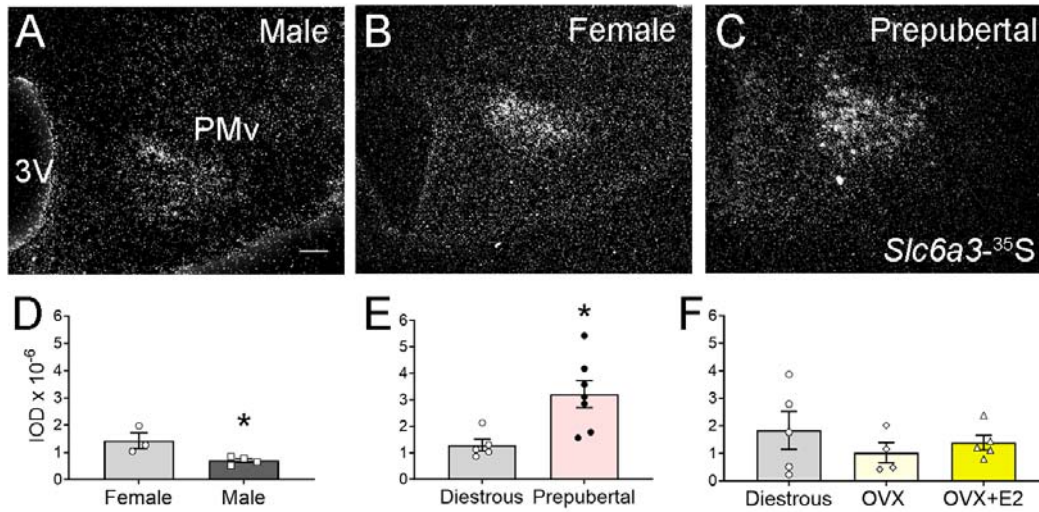 A
Male
PMv
3V
B
Female
C
Prepubertal
Slc6a3-³⁵S
D
IOD x 10⁻⁶
6
5
4
3
2
1
0
*
Female
Male
E
6
5
4
3
2
1
0
*
Diestrous
Prepubertal
F
6
5
4
3
2
1
0
Diestrous
OVX
OVX+E2